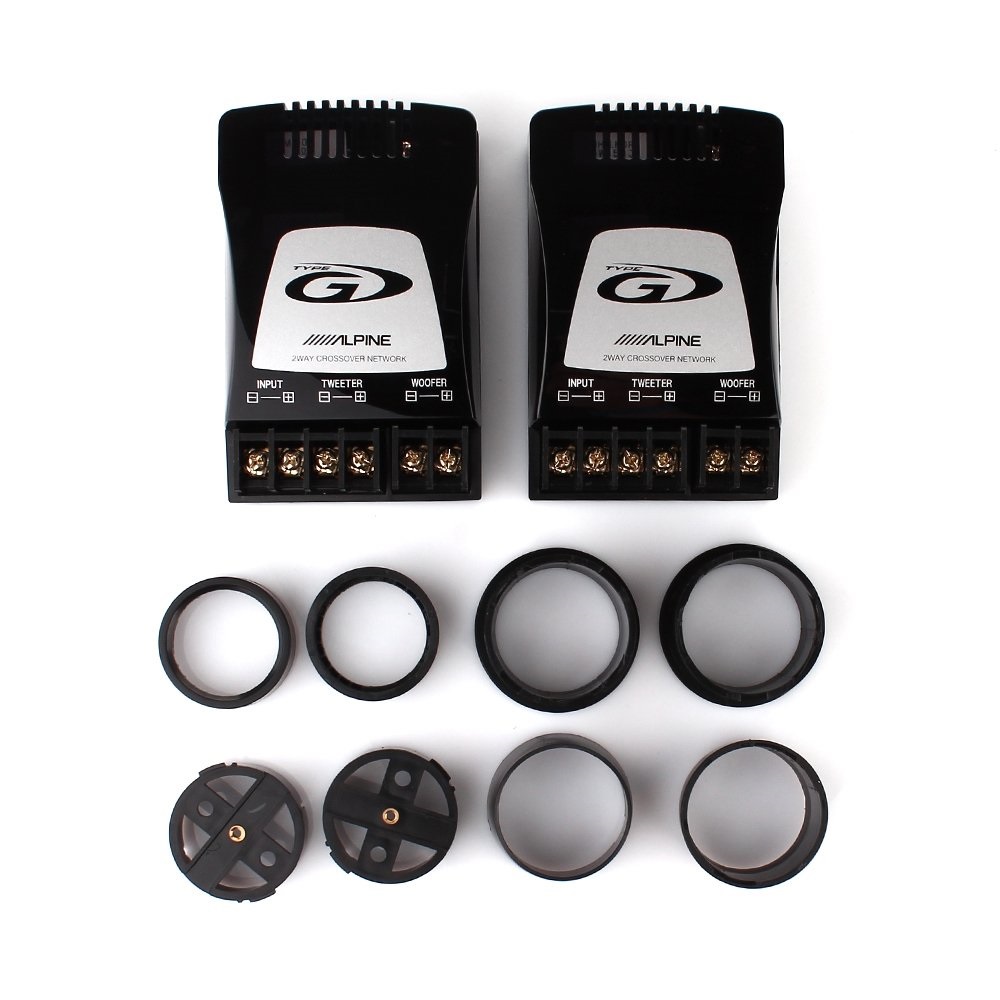 TYPE
G
ALPINE
2WAY CROSSOVER NETWORK
INPUT TWEETER WOOFER
⊟—⊞ ⊟—⊞ ⊟—⊞
TYPE
G
ALPINE
2WAY CROSSOVER NETWORK
INPUT TWEETER WOOFER
⊟—⊞ ⊟—⊞ ⊟—⊞